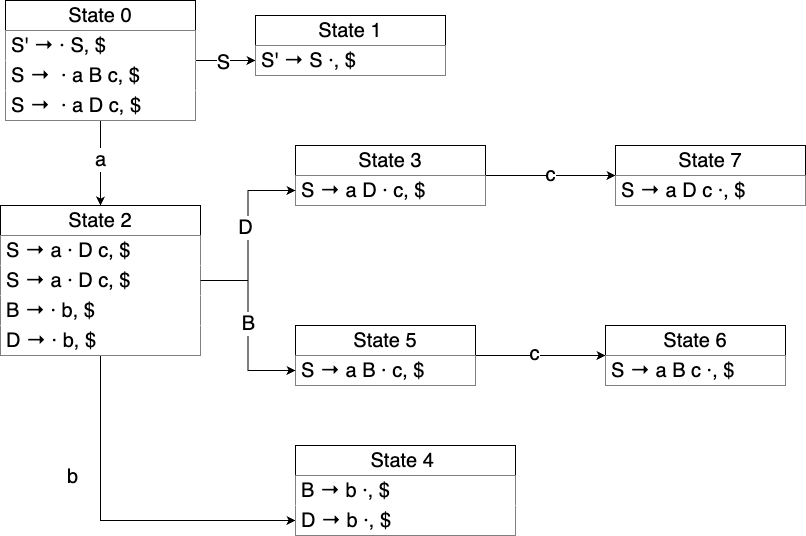 State 0
S' → · S, $
S → · a B c, $
S → · a D c, $
S
State 1
S' → S ·, $
a
State 2
S → a · D c, $
S → a · D c, $
B → · b, $
D → · b, $
D
State 3
S → a D · c, $
c
State 7
S → a D c ·, $
B
State 5
S → a B · c, $
c
State 6
S → a B c ·, $
b
State 4
B → b ·, $
D → b ·, $